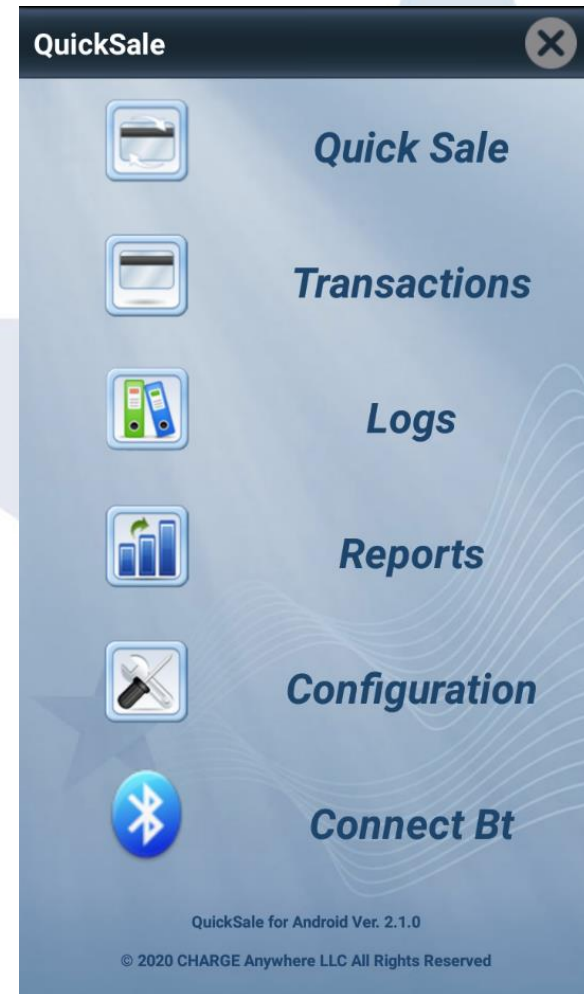 QuickSale
Quick Sale
Transactions
Logs
Reports
Configuration
Connect Bt
QuickSale for Android Ver. 2.1.0
© 2020 CHARGE Anywhere LLC All Rights Reserved